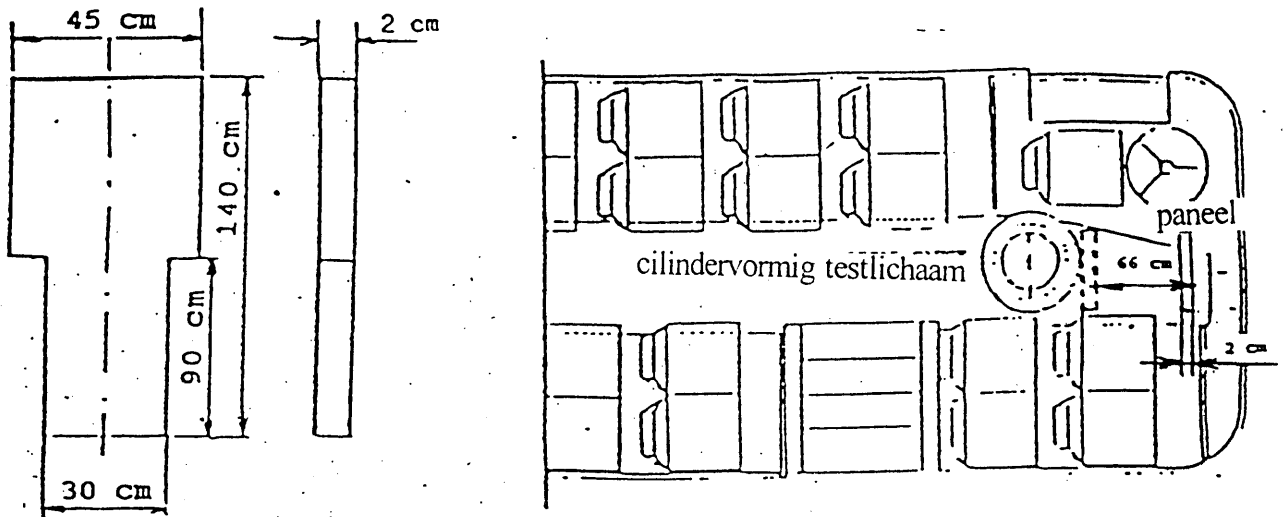 45 cm
2 cm
140 cm
90 cm
30 cm
paneel
cilindervormig testlichaam
66 cm
2 cm